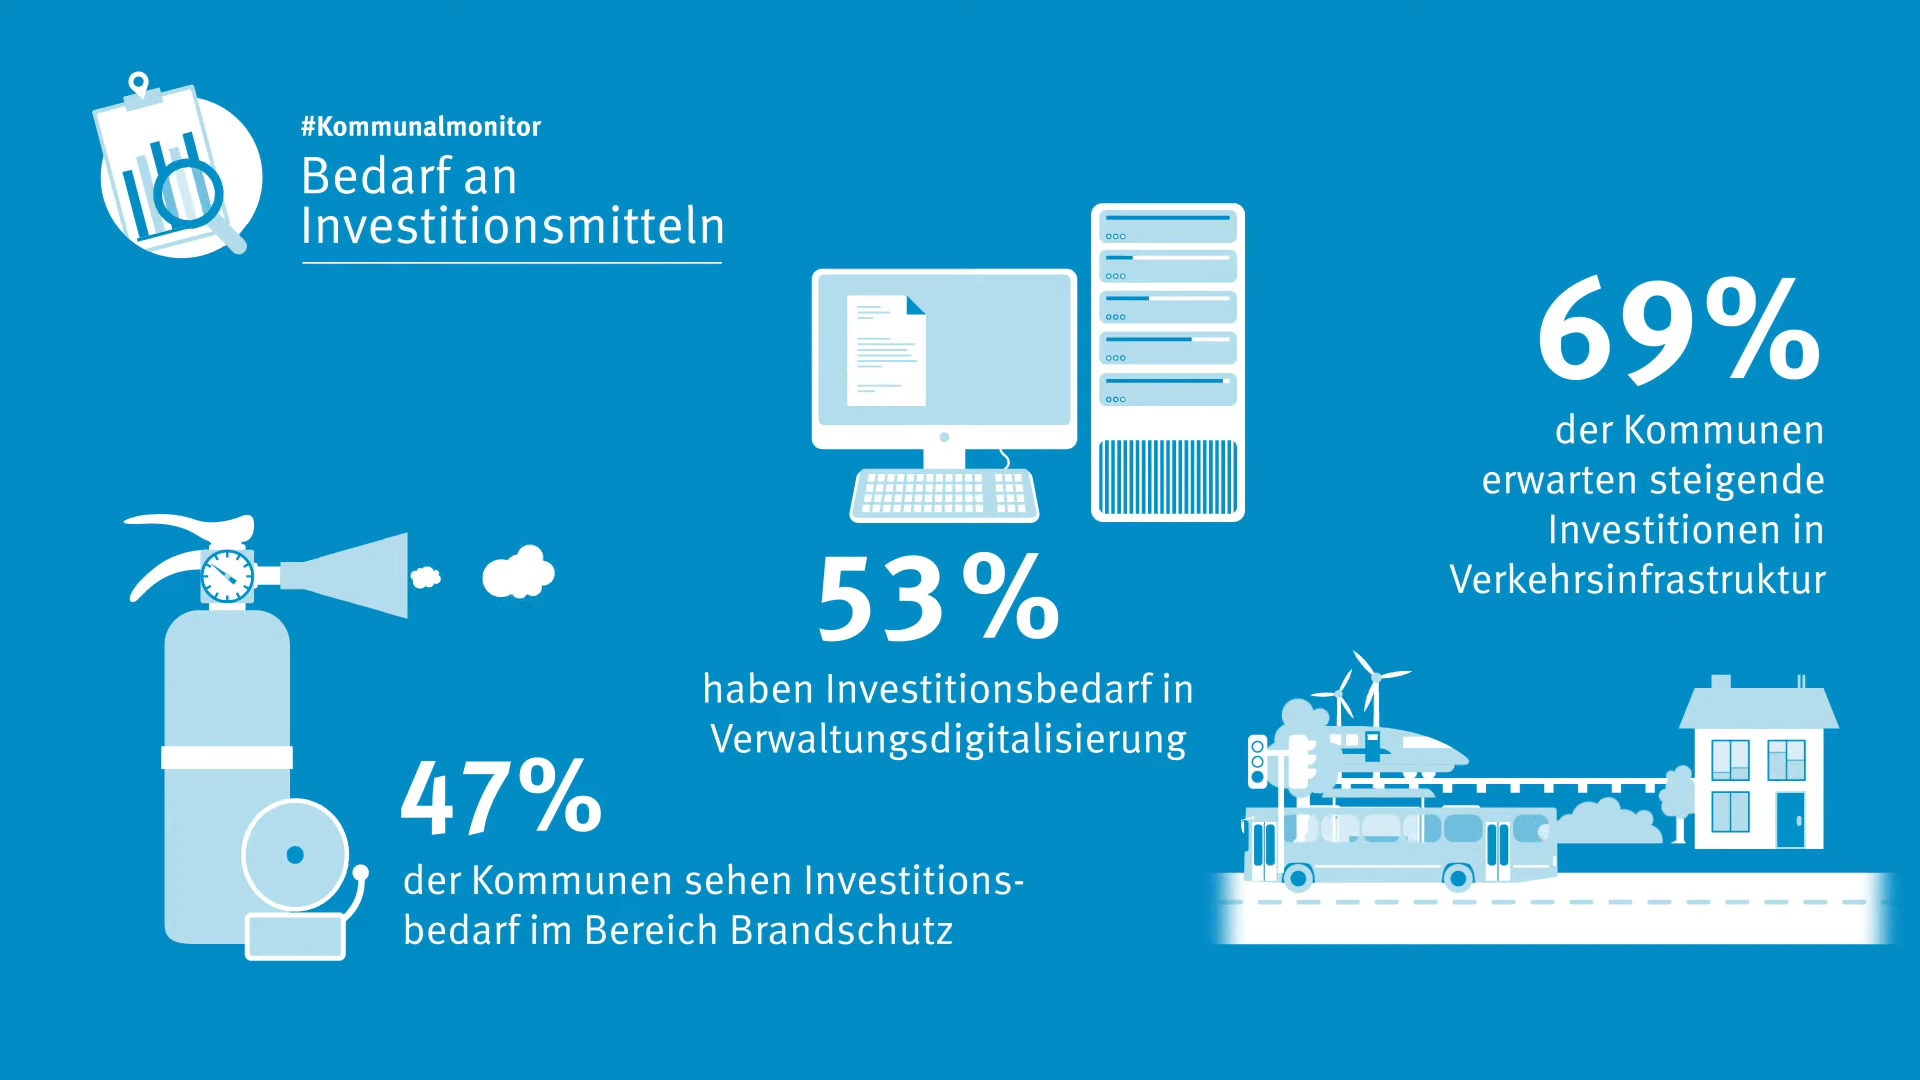 #Kommunalmonitor
Bedarf an
Investitionsmitteln
69%
der Kommunen
erwarten steigende
Investitionen in
Verkehrsinfrastruktur
53%
haben Investitionsbedarf in
Verwaltungsdigitalisierung
47%
der Kommunen sehen Investitions-
bedarf im Bereich Brandschutz